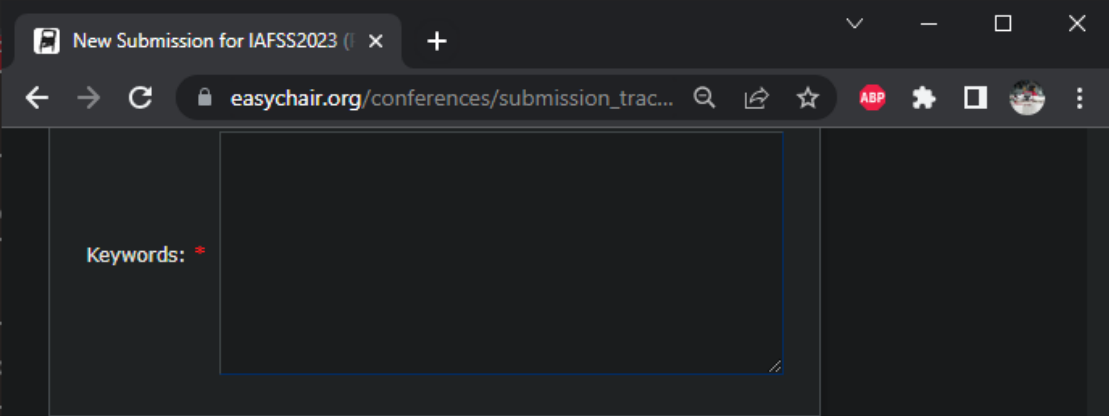 New Submission for IAFSS2023 (
easychair.org/conferences/submission_trac...
ABP
Keywords: *